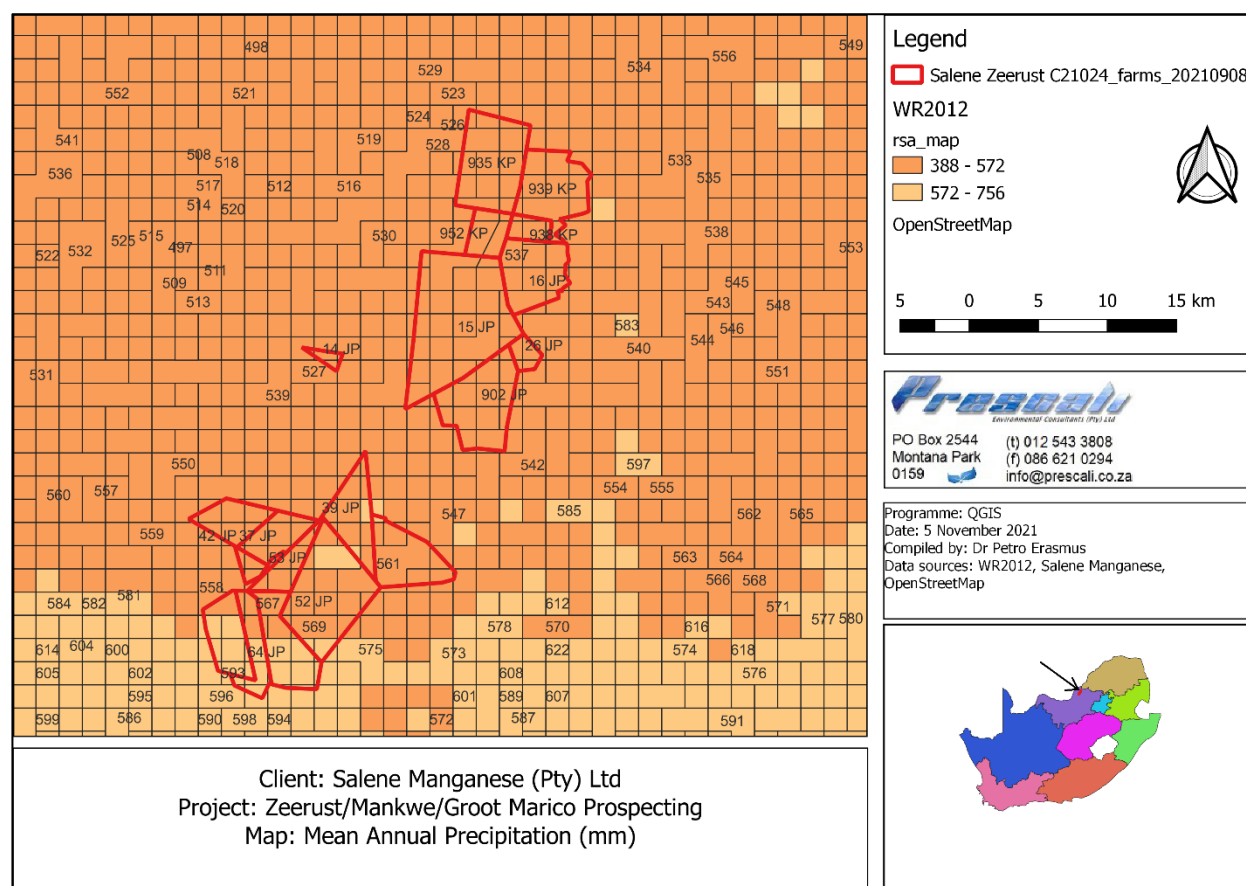 498
549
556
534
529
552
521
523
524
526
541
519
528
508
518
935 KP
533
536
517
512
516
939 KP
535
514
520
952 KP
938 KP
538
530
525
515
522
532
497
537
553
511
509
16 JP
545
513
543
548
15 JP
583
546
544
14 JP
26 JP
540
527
531
551
539
902 JP
550
542
597
560
557
554
555
39 JP
547
585
562
565
559
42 JP
37 JP
53 JP
561
563
564
558
566
568
581
584
582
567
52 JP
612
571
577
580
569
578
570
616
604
600
614
64 JP
575
573
622
574
618
605
602
593
608
576
595
596
601
589
607
599
586
590
598
594
572
587
591
Legend
Salene Zeerust C21024_farms_20210908
WR2012
rsa_map
388 - 572
572 - 756
OpenStreetMap
5 0 5 10 15 km
Prescali
Environmental Consultants (Pty) Ltd
PO Box 2544 (t) 012 543 3808
Montana Park (f) 086 621 0294
0159 info@prescali.co.za
Programme: QGIS
Date: 5 November 2021
Compiled by: Dr Petro Erasmus
Data sources: WR2012, Salene Manganese,
OpenStreetMap
Client: Salene Manganese (Pty) Ltd
Project: Zeerust/Mankwe/Groot Marico Prospecting
Map: Mean Annual Precipitation (mm)